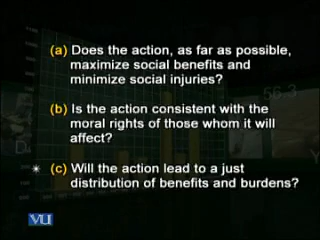 (a) Does the action, as far as possible,
maximize social benefits and
minimize social injuries?
(b) Is the action consistent with the
moral rights of those whom it will
affect?
(c) Will the action lead to a just
distribution of benefits and burdens?
VU